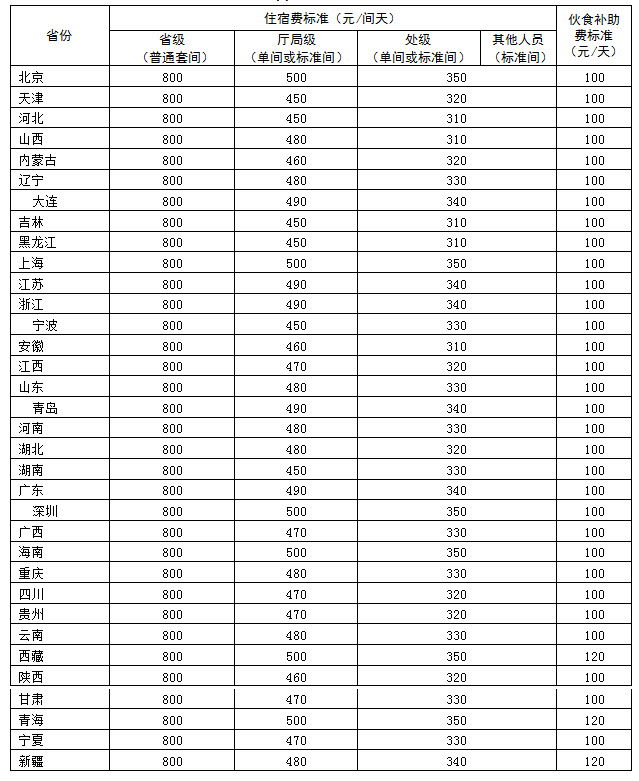 省份 住宿费标准（元/间天） 伙食补助费标准（元/天）
省级（普通套间） 厅局级（单间或标准间） 处级（单间或标准间） 其他人员（标准间）
北京 800 500 350 100
天津 800 450 320 100
河北 800 450 310 100
山西 800 480 310 100
内蒙古 800 460 320 100
辽宁 800 480 330 100
大连 800 490 340 100
吉林 800 450 310 100
黑龙江 800 450 310 100
上海 800 500 350 100
江苏 800 490 340 100
浙江 800 490 340 100
宁波 800 450 330 100
安徽 800 460 310 100
江西 800 470 320 100
山东 800 480 330 100
青岛 800 490 340 100
河南 800 480 330 100
湖北 800 480 320 100
湖南 800 450 330 100
广东 800 490 340 100
深圳 800 500 350 100
广西 800 470 330 100
海南 800 500 350 100
重庆 800 480 330 100
四川 800 470 320 100
贵州 800 470 320 100
云南 800 480 330 100
西藏 800 500 350 120
陕西 800 460 320 100
甘肃 800 470 330 100
青海 800 500 350 120
宁夏 800 470 330 100
新疆 800 480 340 120